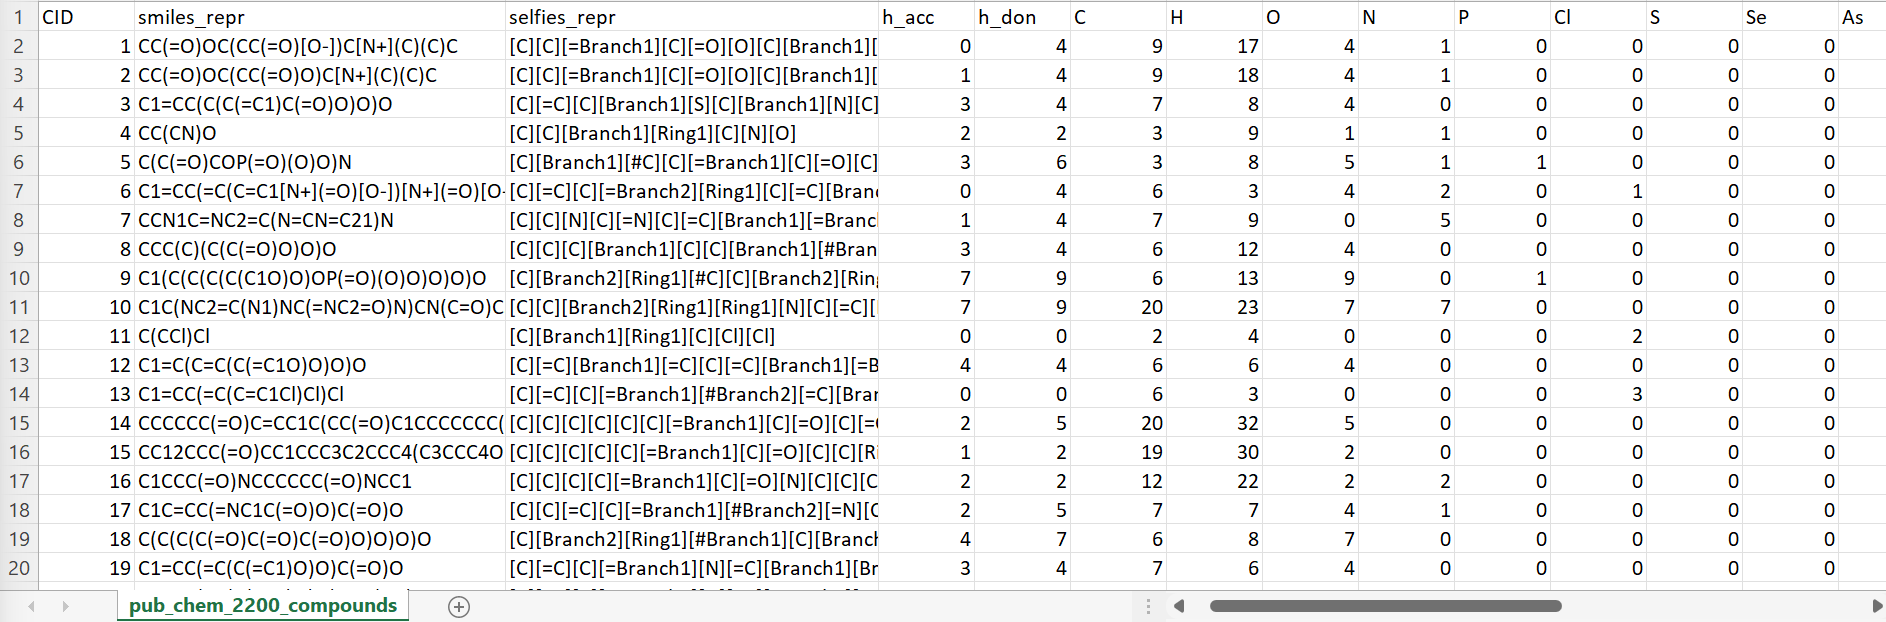 1 CID smiles_repr selfies_repr h_acc h_don C H O N P Cl S Se As
2 1 CC(=O)OC(CC(=O)[O-])C[N+](C)(C)C [C][C][=Branch1][C][=O][O][C][Branch1][ 0 4 9 17 4 1 0 0 0 0
3 2 CC(=O)OC(CC(=O)O)C[N+](C)(C)C [C][C][=Branch1][C][=O][O][C][Branch1][ 1 4 9 18 4 1 0 0 0 0
4 3 C1=CC(C(C(=C1)C(=O)O)O)O [C][=C][C][Branch1][S][C][Branch1][N][C] 3 4 7 8 4 0 0 0 0 0
5 4 CC(CN)O [C][C][Branch1][Ring1][C][N][O] 2 2 3 9 1 1 0 0 0 0
6 5 C(C(=O)COP(=O)(O)O)N [C][Branch1][#C][C][=Branch1][C][=O][C] 3 6 3 8 5 1 1 0 0 0
7 6 C1=CC(=C(C=C1[N+](=O)[O-])[N+](=O)[O- [C][=C][C][=Branch2][Ring1][C][=C][Bran 0 4 6 3 4 2 0 1 0 0
8 7 CCN1C=NC2=C(N=CN=C21)N [C][C][N][C][=N][C][=C][Branch1][=Branc 1 4 7 9 0 5 0 0 0 0
9 8 CCC(C)(C(C(=O)O)O)O [C][C][C][Branch1][C][C][Branch1][#Bran 3 4 6 12 4 0 0 0 0 0
10 9 C1(C(C(C(C(C1O)O)OP(=O)(O)O)O)O)O [C][Branch2][Ring1][#C][C][Branch2][Ring 7 9 6 13 9 0 1 0 0 0
11 10 C1C(NC2=C(N1)NC(=NC2=O)N)CN(C=O)C [C][C][Branch2][Ring1][Ring1][N][C][=C][ 7 9 20 23 7 7 0 0 0 0
12 11 C(CCl)Cl [C][Branch1][Ring1][C][Cl][Cl] 0 0 2 4 0 0 0 2 0 0
13 12 C1=C(C=C(C(=C1O)O)O)O [C][=C][Branch1][=C][C][=C][Branch1][=B 4 4 6 6 4 0 0 0 0 0
14 13 C1=CC(=C(C=C1Cl)Cl)Cl [C][=C][C][=Branch1][#Branch2][=C][Bran 0 0 6 3 0 0 0 3 0 0
15 14 CCCCCC(=O)C=CC1C(CC(=O)C1CCCCCCC( [C][C][C][C][C][C][=Branch1][C][=O][C][= 2 5 20 32 5 0 0 0 0 0
16 15 CC12CCC(=O)CC1CCC3C2CCC4(C3CCC4O [C][C][C][C][C][=Branch1][C][=O][C][C][R 1 2 19 30 2 0 0 0 0 0
17 16 C1CCC(=O)NCCCCCC(=O)NCC1 [C][C][C][C][=Branch1][C][=O][N][C][C][C 2 2 12 22 2 2 0 0 0 0
18 17 C1C=CC(=NC1C(=O)O)C(=O)O [C][C][=C][C][=Branch1][#Branch2][=N][C 2 5 7 7 4 1 0 0 0 0
19 18 C(C(C(C(=O)C(=O)C(=O)O)O)O)O [C][Branch2][Ring1][#Branch1][C][Branch 4 7 6 8 7 0 0 0 0 0
20 19 C1=CC(=C(C(=C1)O)O)C(=O)O [C][=C][C][=Branch1][N][=C][Branch1][Br 3 4 7 6 4 0 0 0 0 0
pub_chem_2200_compounds